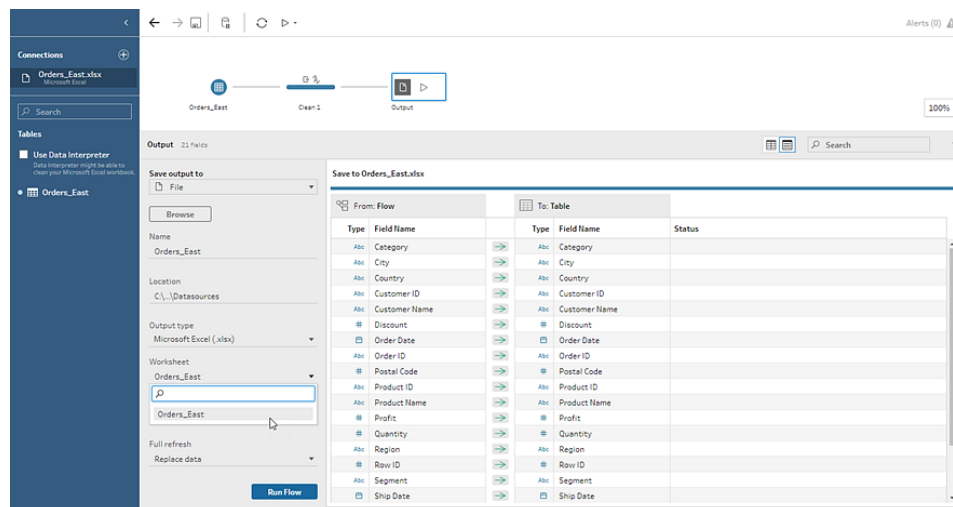 Alerts (0)
Connections
Orders_East.xlsx
Microsoft Excel
Search
Tables
Use Data Interpreter
Data Interpreter might be able to
clean your Microsoft Excel workbook.
Orders_East
Orders_East
Clean 1
Output
100%
Output 21 fields
Search
Save output to
File
Browse
Name
Orders_East
Location
C:\...\Datasources
Output type
Microsoft Excel (.xlsx)
Worksheet
Orders_East
Orders_East
Full refresh
Replace data
Run Flow
Save to Orders_East.xlsx
From: Flow To: Table
Type Field Name Type Field Name Status
Abc Category Abc Category
Abc City Abc City
Abc Country Abc Country
Abc Customer ID Abc Customer ID
Abc Customer Name Abc Customer Name
# Discount # Discount
Order Date Order Date
Abc Order ID Abc Order ID
# Postal Code # Postal Code
Abc Product ID Abc Product ID
Abc Product Name Abc Product Name
# Profit # Profit
# Quantity # Quantity
Abc Region Abc Region
# Row ID # Row ID
Abc Segment Abc Segment
Ship Date Ship Date